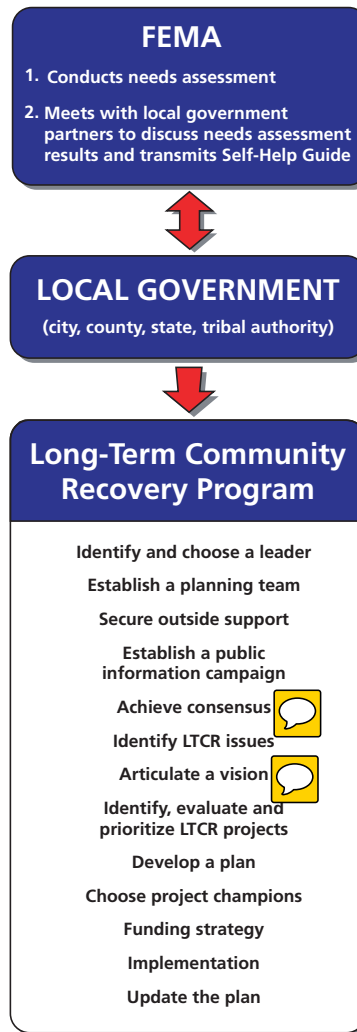 FEMA
1. Conducts needs assessment
2. Meets with local government
partners to discuss needs assessment
results and transmits Self-Help Guide
LOCAL GOVERNMENT
(city, county, state, tribal authority)
Long-Term Community
Recovery Program
Identify and choose a leader
Establish a planning team
Secure outside support
Establish a public
information campaign
Achieve consensus
Identify LTCR issues
Articulate a vision
Identify, evaluate and
prioritize LTCR projects
Develop a plan
Choose project champions
Funding strategy
Implementation
Update the plan